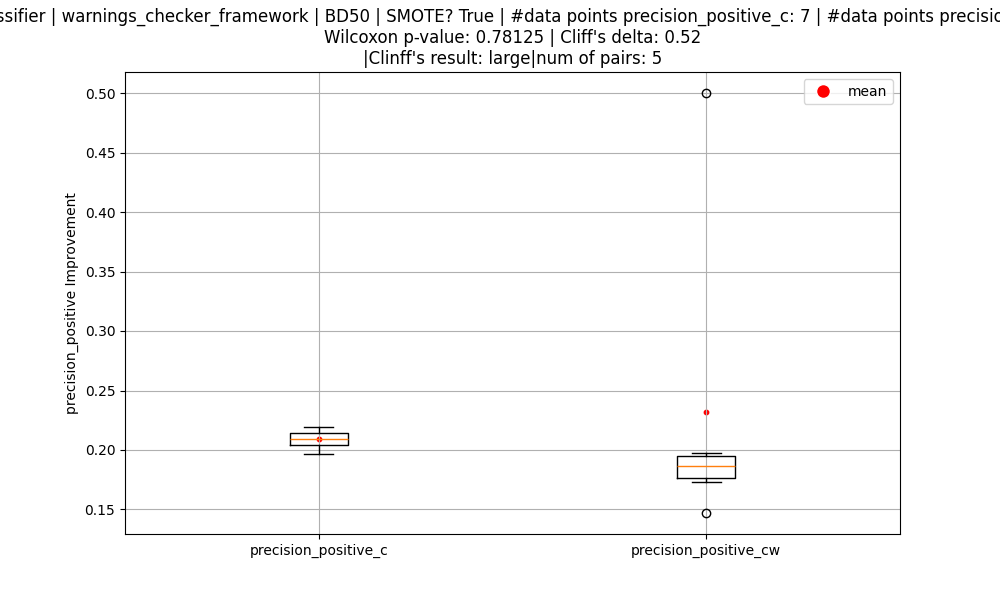 | warnings_checker_framework | BD50 | SMOTE? True | #data points precision_positive_c: 7 | #data points
Wilcoxon p-value: 0.78125 | Cliff's delta: 0.52
|Clinff's result: large|num of pairs: 5
mean
0.50
0.45
0.40
0.35
0.30
0.25
0.20
0.15
precision_positive Improvement
precision_positive_c
precision_positive_cw